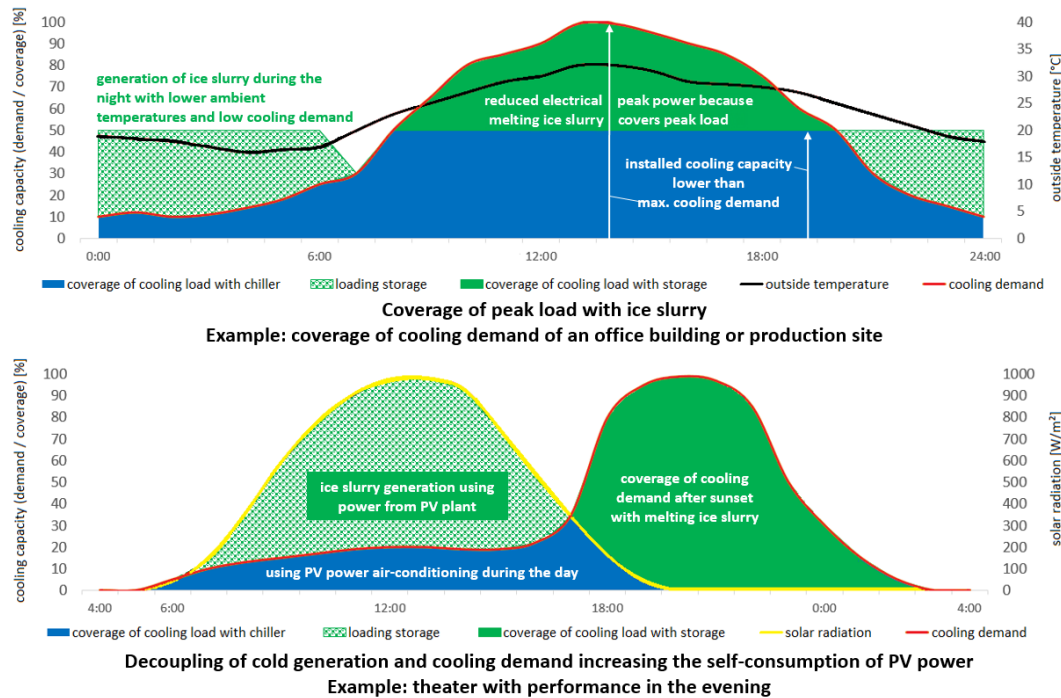 cooling capacity (demand / coverage) [%]
100
90
80
70
60
50
40
30
20
10
0
generation of ice slurry during the
night with lower ambient
temperatures and low cooling demand
reduced electrical
melting ice slurry
peak power because
covers peak load
installed cooling capacity
lower than
max. cooling demand
40
35
30
25
20
15
10
5
0
outside temperature [°C]
0:00 6:00 12:00 18:00 24:00
coverage of cooling load with chiller loading storage coverage of cooling load with storage outside temperature cooling demand
Coverage of peak load with ice slurry
Example: coverage of cooling demand of an office building or production site
cooling capacity (demand / coverage) [%]
100
90
80
70
60
50
40
30
20
10
0
ice slurry generation using
power from PV plant
using PV power air-conditioning during the day
coverage of cooling
demand after sunset
with melting ice slurry
1000
900
800
700
600
500
400
300
200
100
0
solar radiation [W/m²]
4:00 6:00 12:00 18:00 0:00 4:00
coverage of cooling load with chiller loading storage coverage of cooling load with storage solar radiation cooling demand
Decoupling of cold generation and cooling demand increasing the self-consumption of PV power
Example: theater with performance in the evening